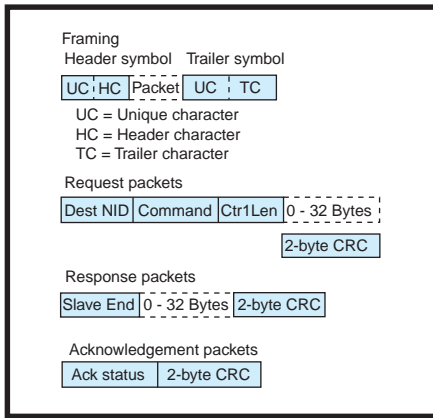 Framing
Header symbol Trailer symbol
UC HC Packet UC TC
UC = Unique character
HC = Header character
TC = Trailer character
Request packets
Dest NID Command Ctr1Len 0 - 32 Bytes
2-byte CRC
Response packets
Slave End 0 - 32 Bytes 2-byte CRC
Acknowledgement packets
Ack status 2-byte CRC